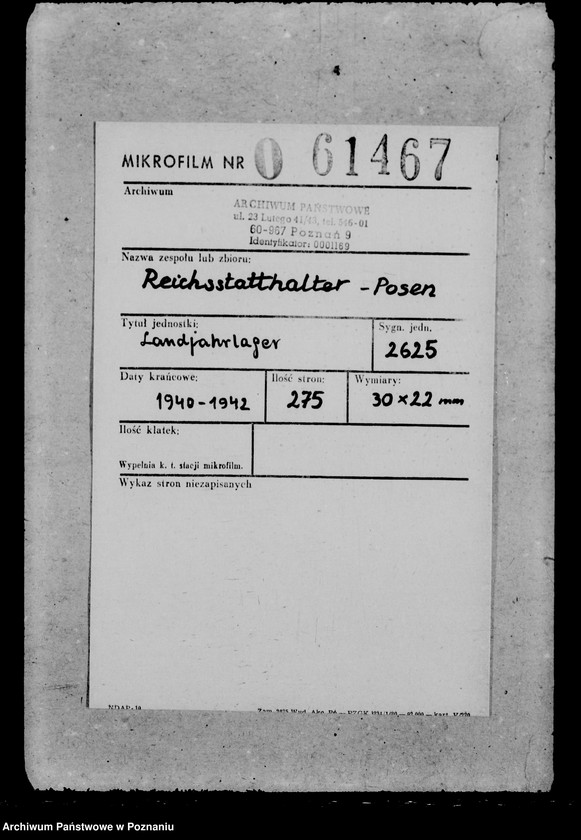 MIKROFILM NR 0 61467
Archiwum
ARCHIWUM PAŃSTWOWE
ul. 23 Lutego 41/43, tel. 546-01
60-967 Poznań 9
Identyfikator: 0001169
Nazwa zespołu lub zbioru:
Reichsstatthalter - Posen
Tytuł jednostki:
Landjahrlager
Sygn. jedn.
2625
Daty krańcowe:
1940-1942
Ilość stron:
275
Wymiary:
30 x 22 mm
Ilość klatek:
Wypełnia k. t. stacji mikrofilm.
Wykaz stron niezapisanych
NDAP-10
Archiwum Państwowe w Poznaniu